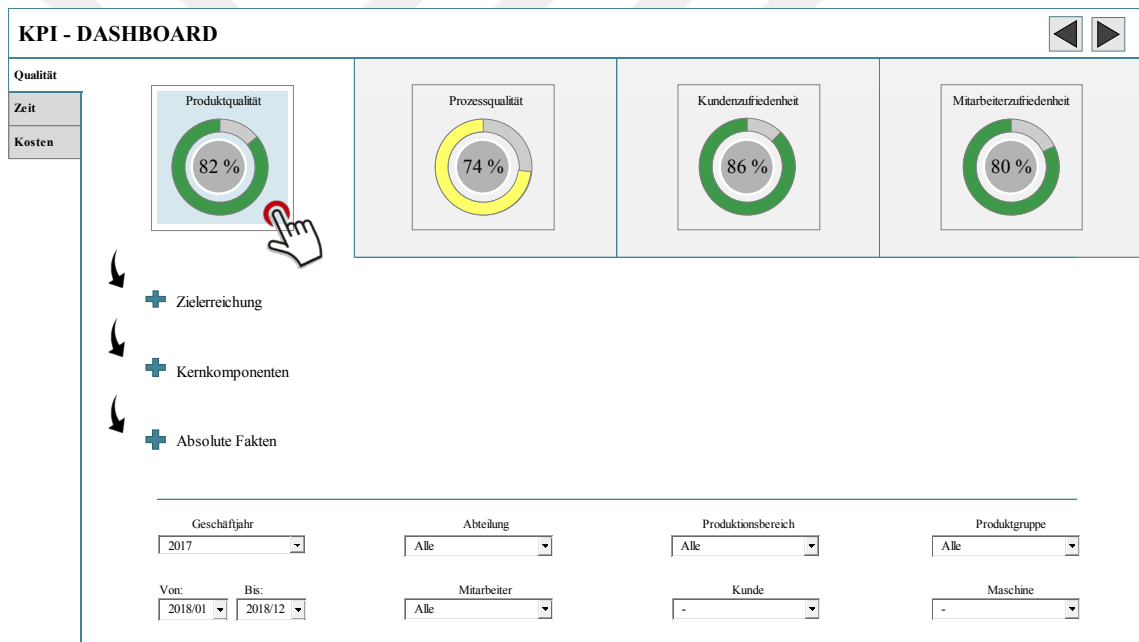 KPI - DASHBOARD
Qualität
Zeit
Kosten
Produktqualität
82 %
Prozessqualität
74 %
Kundenzufriedenheit
86 %
Mitarbeiterzufriedenheit
80 %
Zielerreichung
Kernkomponenten
Absolute Fakten
Geschäftjahr
2017
Abteilung
Alle
Produktionsbereich
Alle
Produktgruppe
Alle
Von:
2018/01
Bis:
2018/12
Mitarbeiter
Alle
Kunde
-
Maschine
-